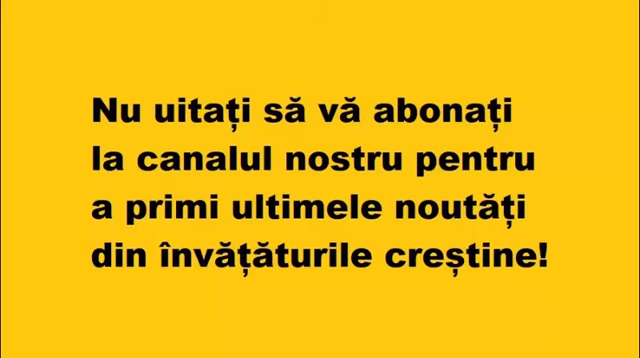 Nu uitați să vă abonați
la canalul nostru pentru
a primi ultimele noutăți
din învățăturile creștine!